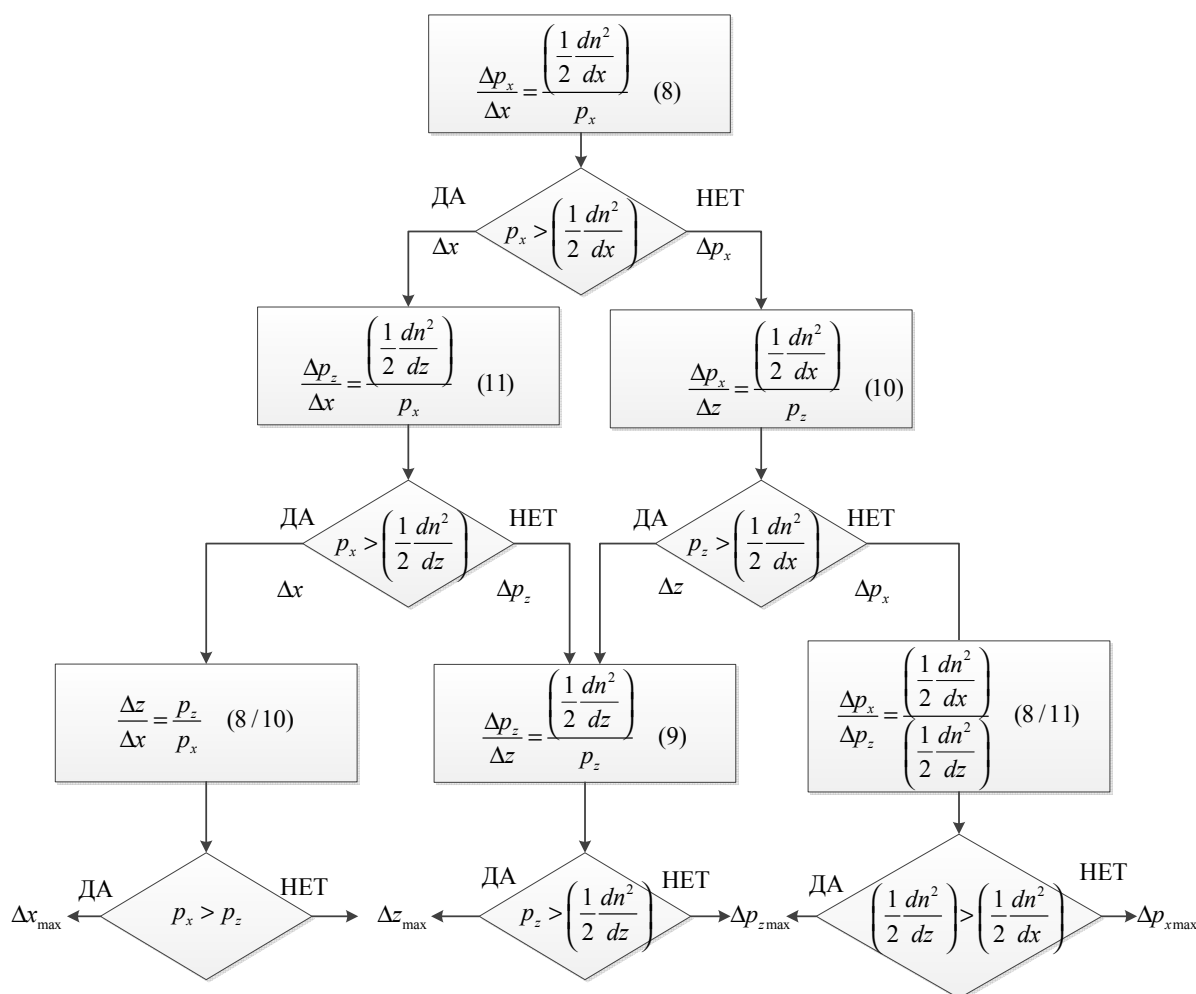 Δp_x/Δx = (1/2 dn²/dx)/p_x (8)
ДА НЕТ
p_x > (1/2 dn²/dx)
Δx Δp_x
Δp_z/Δx = (1/2 dn²/dz)/p_x (11)
Δp_x/Δz = (1/2 dn²/dx)/p_z (10)
ДА НЕТ
p_x > (1/2 dn²/dz)
Δx Δp_z
ДА НЕТ
p_z > (1/2 dn²/dx)
Δz Δp_x
Δz/Δx = p_z/p_x (8/10)
Δp_z/Δz = (1/2 dn²/dz)/p_z (9)
Δp_x/Δp_z = (1/2 dn²/dx)/(1/2 dn²/dz) (8/11)
ДА НЕТ
Δx_max p_x > p_z Δz_max
ДА НЕТ
p_z > (1/2 dn²/dz) Δp_z max
ДА НЕТ
(1/2 dn²/dz) > (1/2 dn²/dx) Δp_x max